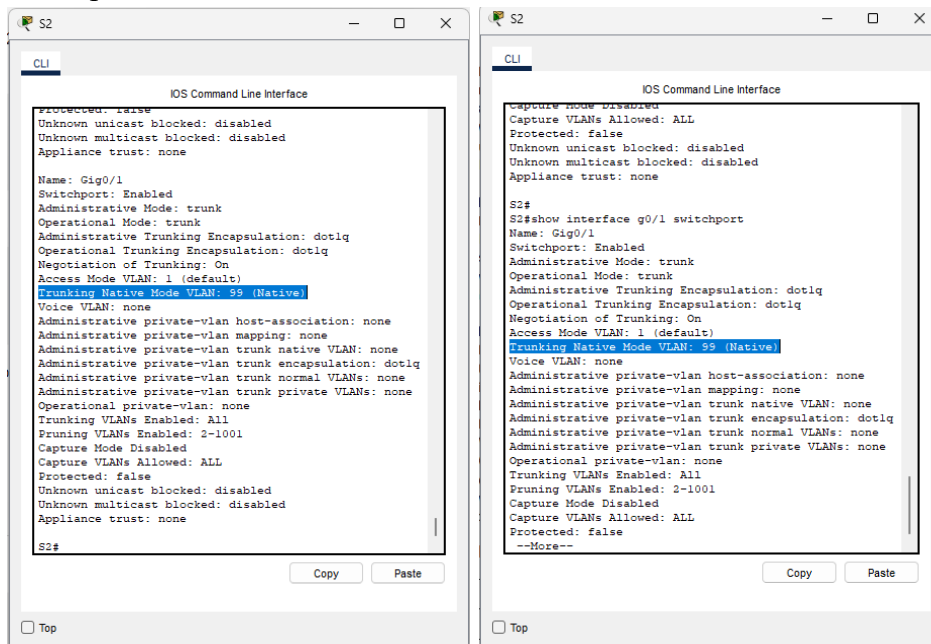 S2
CLI
IOS Command Line Interface
Protected: false
Unknown unicast blocked: disabled
Unknown multicast blocked: disabled
Appliance trust: none
Name: Gig0/1
Switchport: Enabled
Administrative Mode: trunk
Operational Mode: trunk
Administrative Trunking Encapsulation: dot1q
Operational Trunking Encapsulation: dot1q
Negotiation of Trunking: On
Access Mode VLAN: 1 (default)
Trunking Native Mode VLAN: 99 (Native)
Voice VLAN: none
Administrative private-vlan host-association: none
Administrative private-vlan mapping: none
Administrative private-vlan trunk native VLAN: none
Administrative private-vlan trunk encapsulation: dot1q
Administrative private-vlan trunk normal VLANs: none
Administrative private-vlan trunk private VLANs: none
Operational private-vlan: none
Trunking VLANs Enabled: All
Pruning VLANs Enabled: 2-1001
Capture Mode Disabled
Capture VLANs Allowed: ALL
Protected: false
Unknown unicast blocked: disabled
Unknown multicast blocked: disabled
Appliance trust: none
S2#
Copy Paste
Top
S2
CLI
IOS Command Line Interface
Capture Mode Disabled
Capture VLANs Allowed: ALL
Protected: false
Unknown unicast blocked: disabled
Unknown multicast blocked: disabled
Appliance trust: none
S2#
S2#show interface g0/1 switchport
Name: Gig0/1
Switchport: Enabled
Administrative Mode: trunk
Operational Mode: trunk
Administrative Trunking Encapsulation: dot1q
Operational Trunking Encapsulation: dot1q
Negotiation of Trunking: On
Access Mode VLAN: 1 (default)
Trunking Native Mode VLAN: 99 (Native)
Voice VLAN: none
Administrative private-vlan host-association: none
Administrative private-vlan mapping: none
Administrative private-vlan trunk native VLAN: none
Administrative private-vlan trunk encapsulation: dot1q
Administrative private-vlan trunk normal VLANs: none
Administrative private-vlan trunk private VLANs: none
Operational private-vlan: none
Trunking VLANs Enabled: All
Pruning VLANs Enabled: 2-1001
Capture Mode Disabled
Capture VLANs Allowed: ALL
Protected: false
--More--
Copy Paste
Top